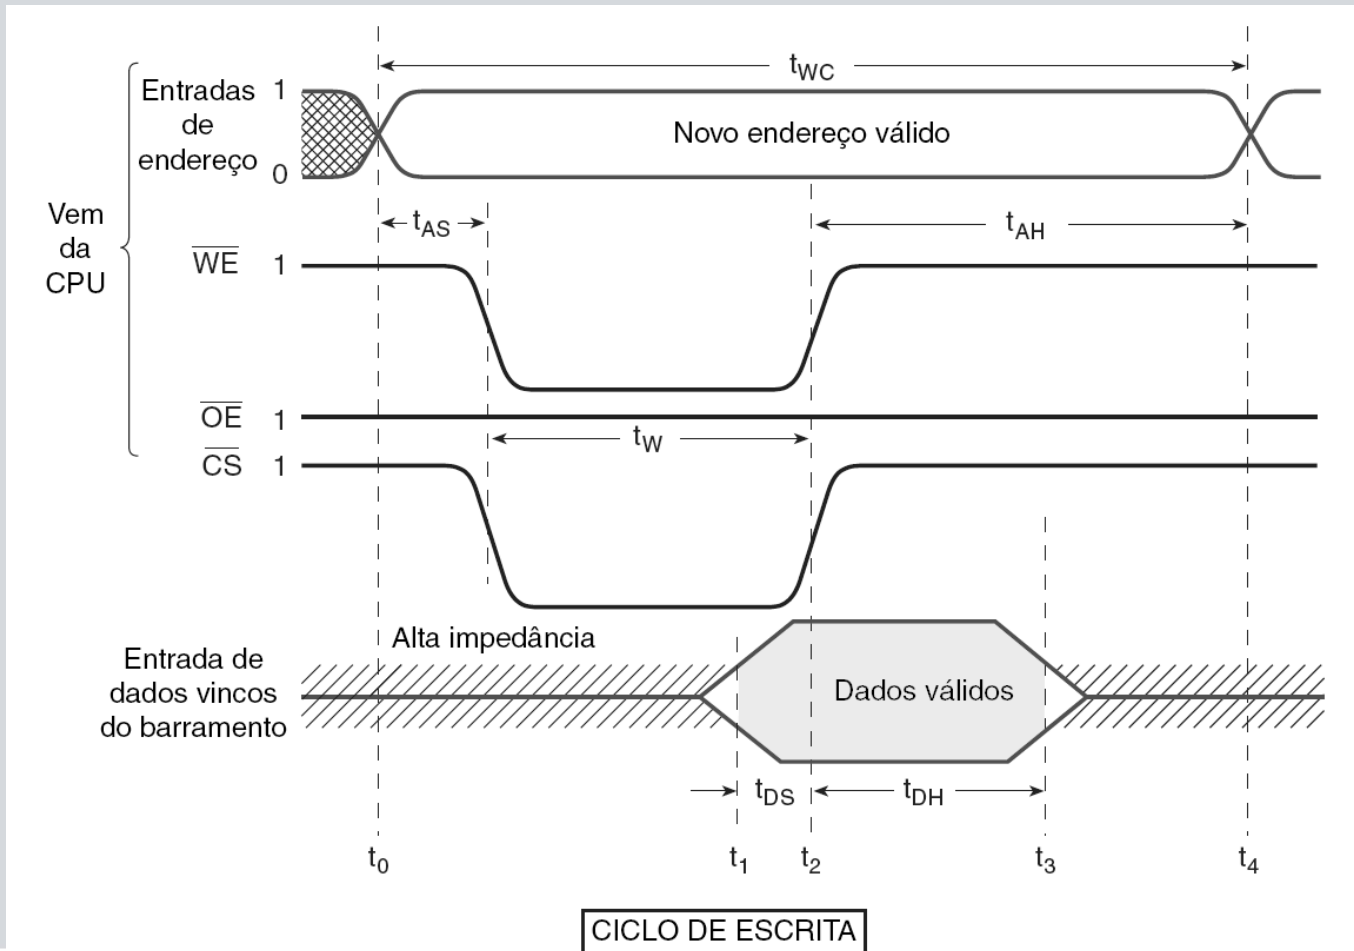 t_WC
Entradas
de
endereço
1
0
Novo endereço válido
Vem
da
CPU
t_AS
t_AH
WE 1
OE 1
t_W
CS 1
Alta impedância
Entrada de
dados vincos
do barramento
Dados válidos
t_DS
t_DH
t_0
t_1
t_2
t_3
t_4
CICLO DE ESCRITA